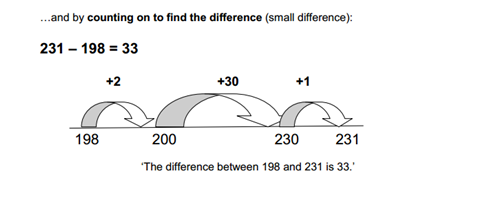 …and by counting on to find the difference (small difference):
231 – 198 = 33
+2 +30 +1
198 200 230 231
'The difference between 198 and 231 is 33.'